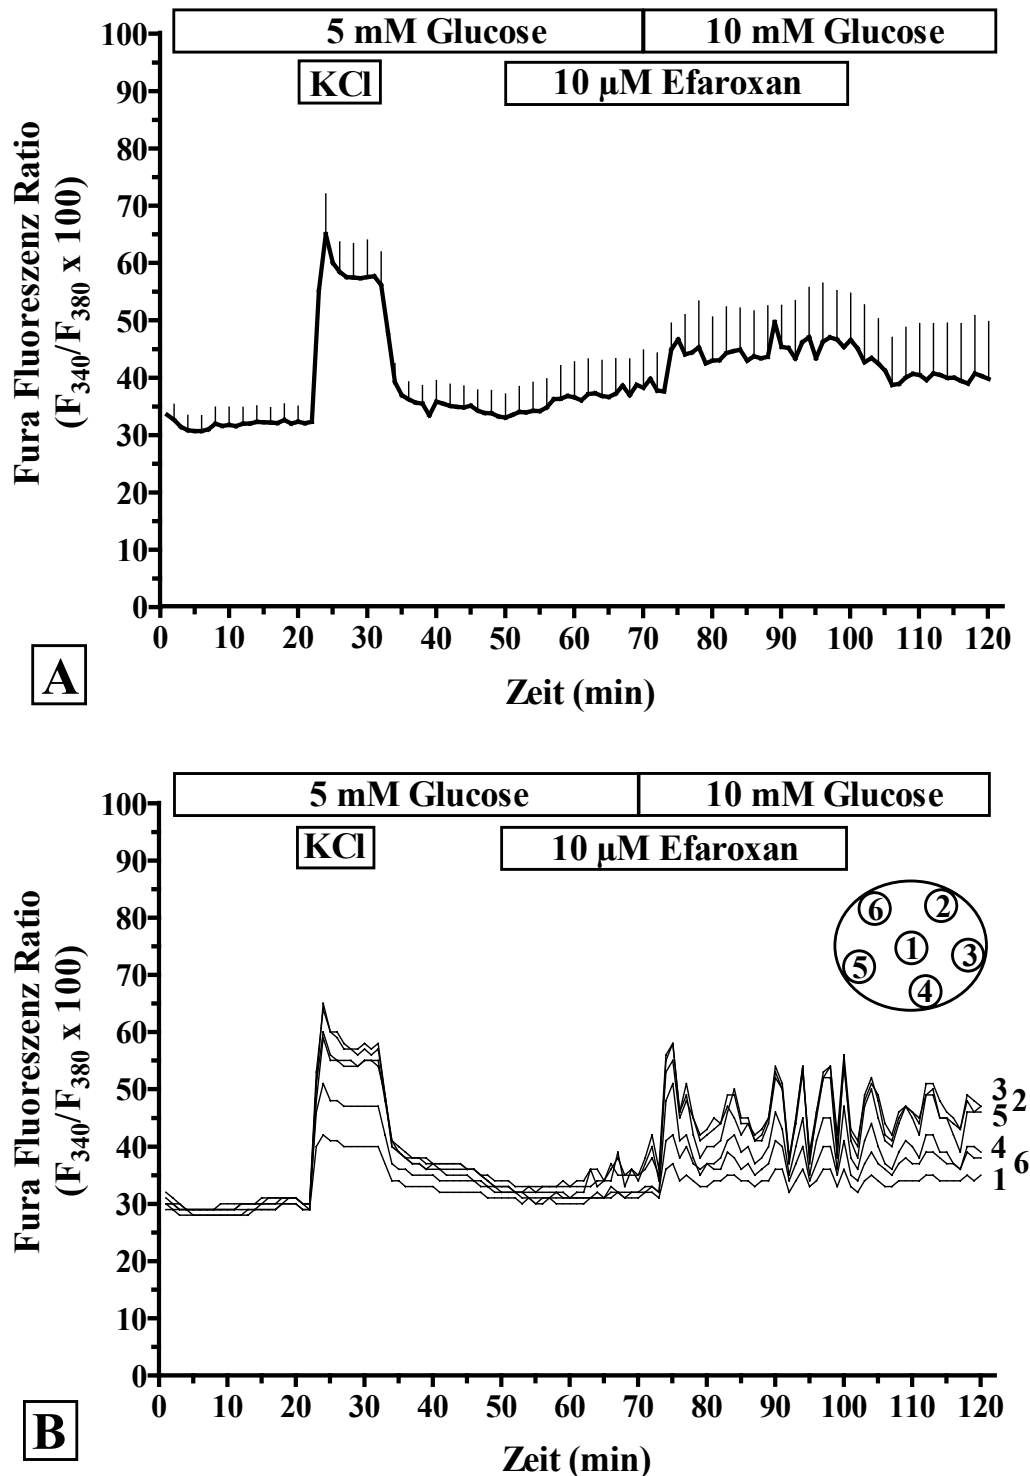 5 mM Glucose 10 mM Glucose
KCl 10 µM Efaroxan
Fura Fluoreszenz Ratio
(F340/F380 x 100)
100
90
80
70
60
50
40
30
20
10
0
0 10 20 30 40 50 60 70 80 90 100 110 120
Zeit (min)
A
5 mM Glucose 10 mM Glucose
KCl 10 µM Efaroxan
Fura Fluoreszenz Ratio
(F340/F380 x 100)
100
90
80
70
60
50
40
30
20
10
0
6 2
1
5 3
4
3 2
5
4
6
1
0 10 20 30 40 50 60 70 80 90 100 110 120
Zeit (min)
B